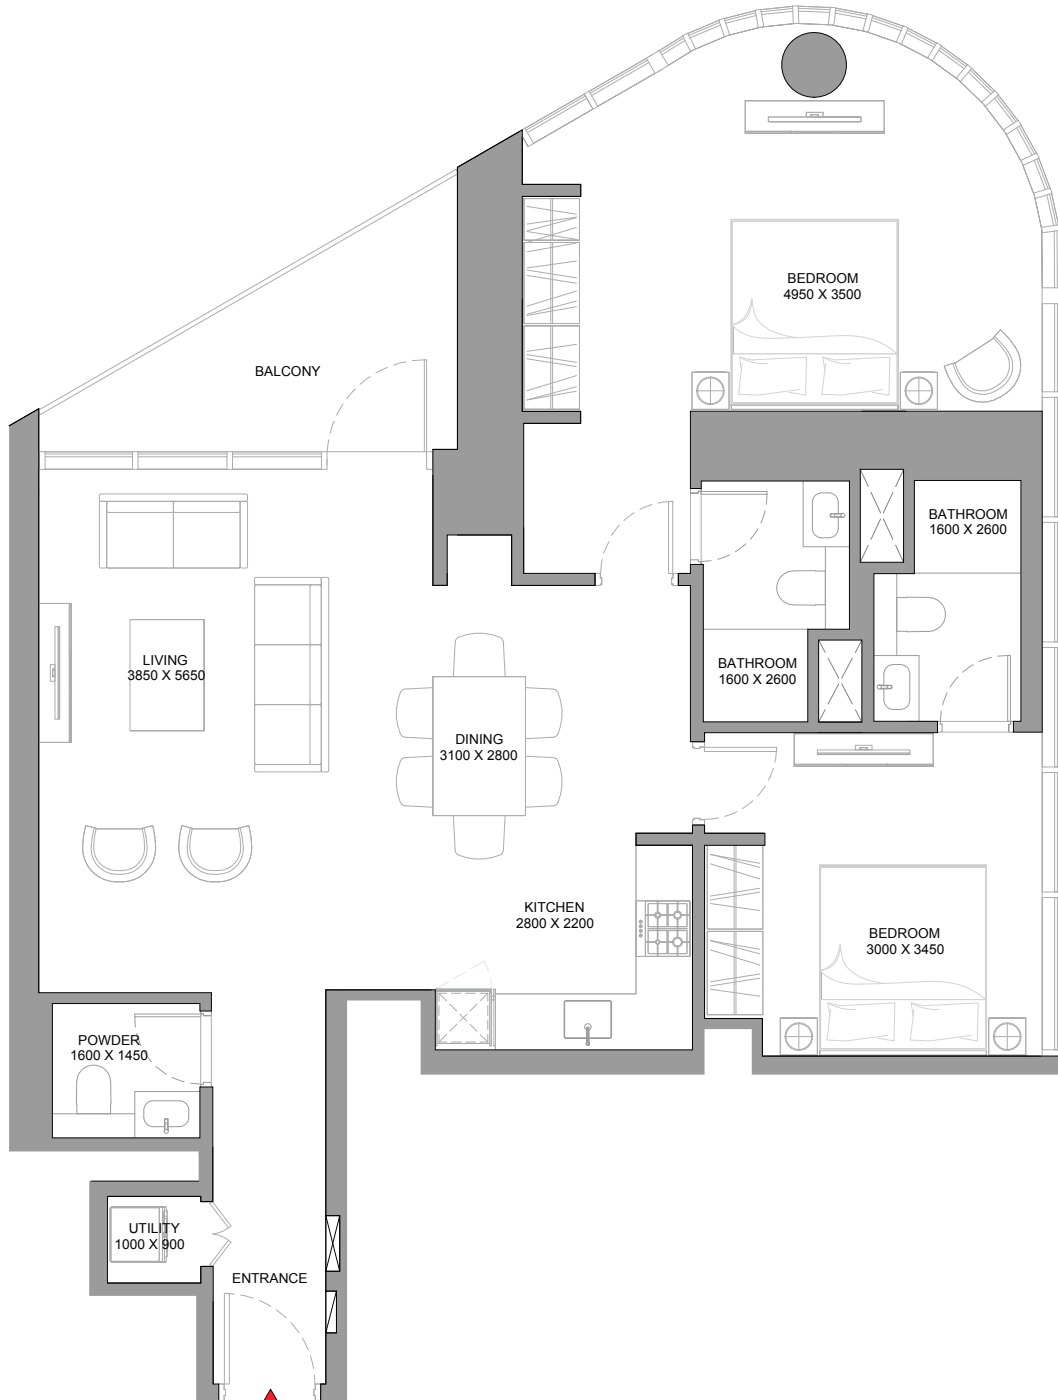 BEDROOM
4950 X 3500
BALCONY
BATHROOM
1600 X 2600
LIVING
3850 X 5650
BATHROOM
1600 X 2600
DINING
3100 X 2800
KITCHEN
2800 X 2200
BEDROOM
3000 X 3450
POWDER
1600 X 1450
UTILITY
1000 X 900
ENTRANCE